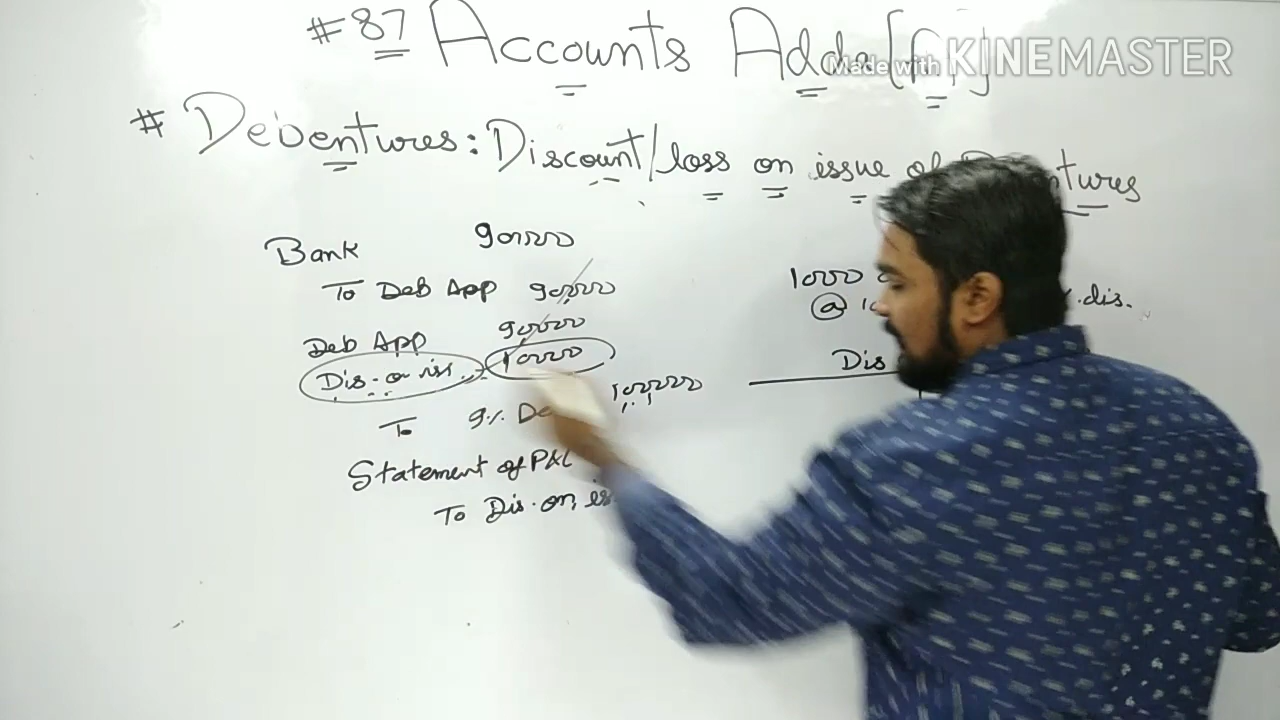 #87 Accounts Adda
Made with KINEMASTER
# Debentures: Discount/loss on issue of
Bank 90000
To Deb App 90000
Deb App 90000
Dis. on iss. 10000
To 9% 100000
Statement of P&L
To Dis. on
1000
@
dis.
Dis